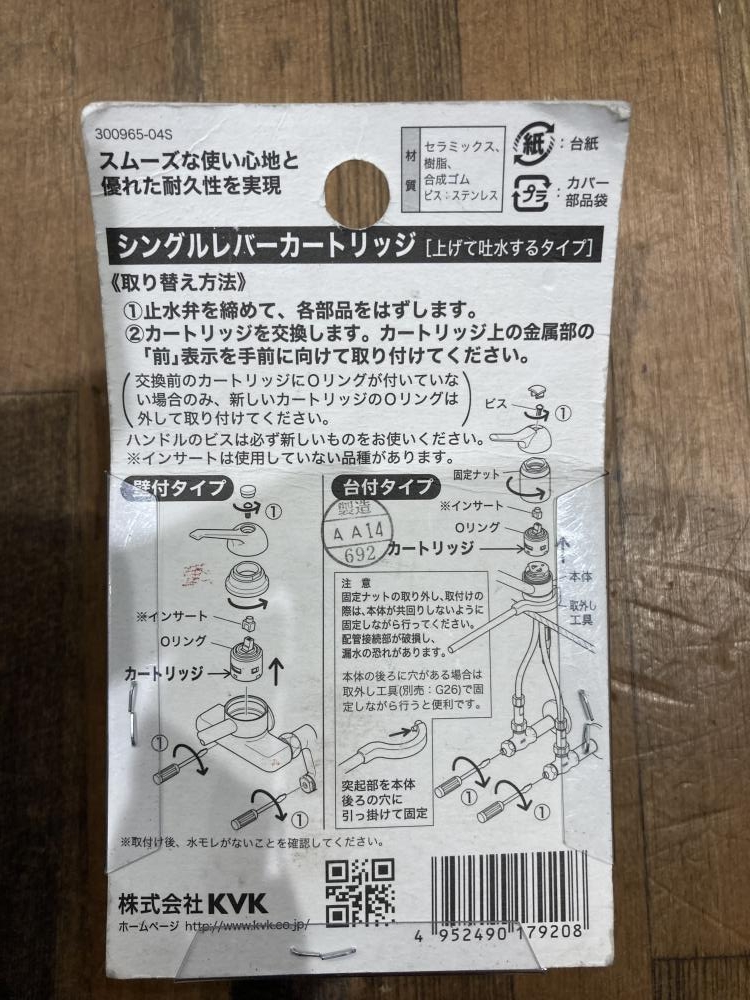 300965-04S
スムーズな使い心地と
優れた耐久性を実現
材質
セラミックス、
樹脂、
合成ゴム
ビス：ステンレス
紙：台紙
プラ：カバー
部品袋
シングルレバーカートリッジ［上げて吐水するタイプ］
《取り替え方法》
①止水弁を締めて、各部品をはずします。
②カートリッジを交換します。カートリッジ上の金属部の
「前」表示を手前に向けて取り付けてください。
（交換前のカートリッジにOリングが付いていな
い場合のみ、新しいカートリッジのOリングは
外して取り付けてください。）
ハンドルのビスは必ず新しいものをお使いください。
※インサートは使用していない品種があります。
壁付タイプ
①
※インサート
Oリング
カートリッジ
①
①
台付タイプ
製造
A A14
692
ビス
①
固定ナット
※インサート
Oリング
カートリッジ
本体
取外し
工具
注 意
固定ナットの取り外し、取付けの
際は、本体が共回りしないように
固定しながら行ってください。
配管接続部が破損し、
漏水の恐れがあります。
本体の後ろに穴がある場合は
取外し工具(別売：G26)で固
定しながら行うと便利です。
突起部を本体
後ろの穴に
引っ掛けて固定
①
①
※取付け後、水モレがないことを確認してください。
株式会社KVK
ホームページ http://www.kvk.co.jp/
4 952490 179208